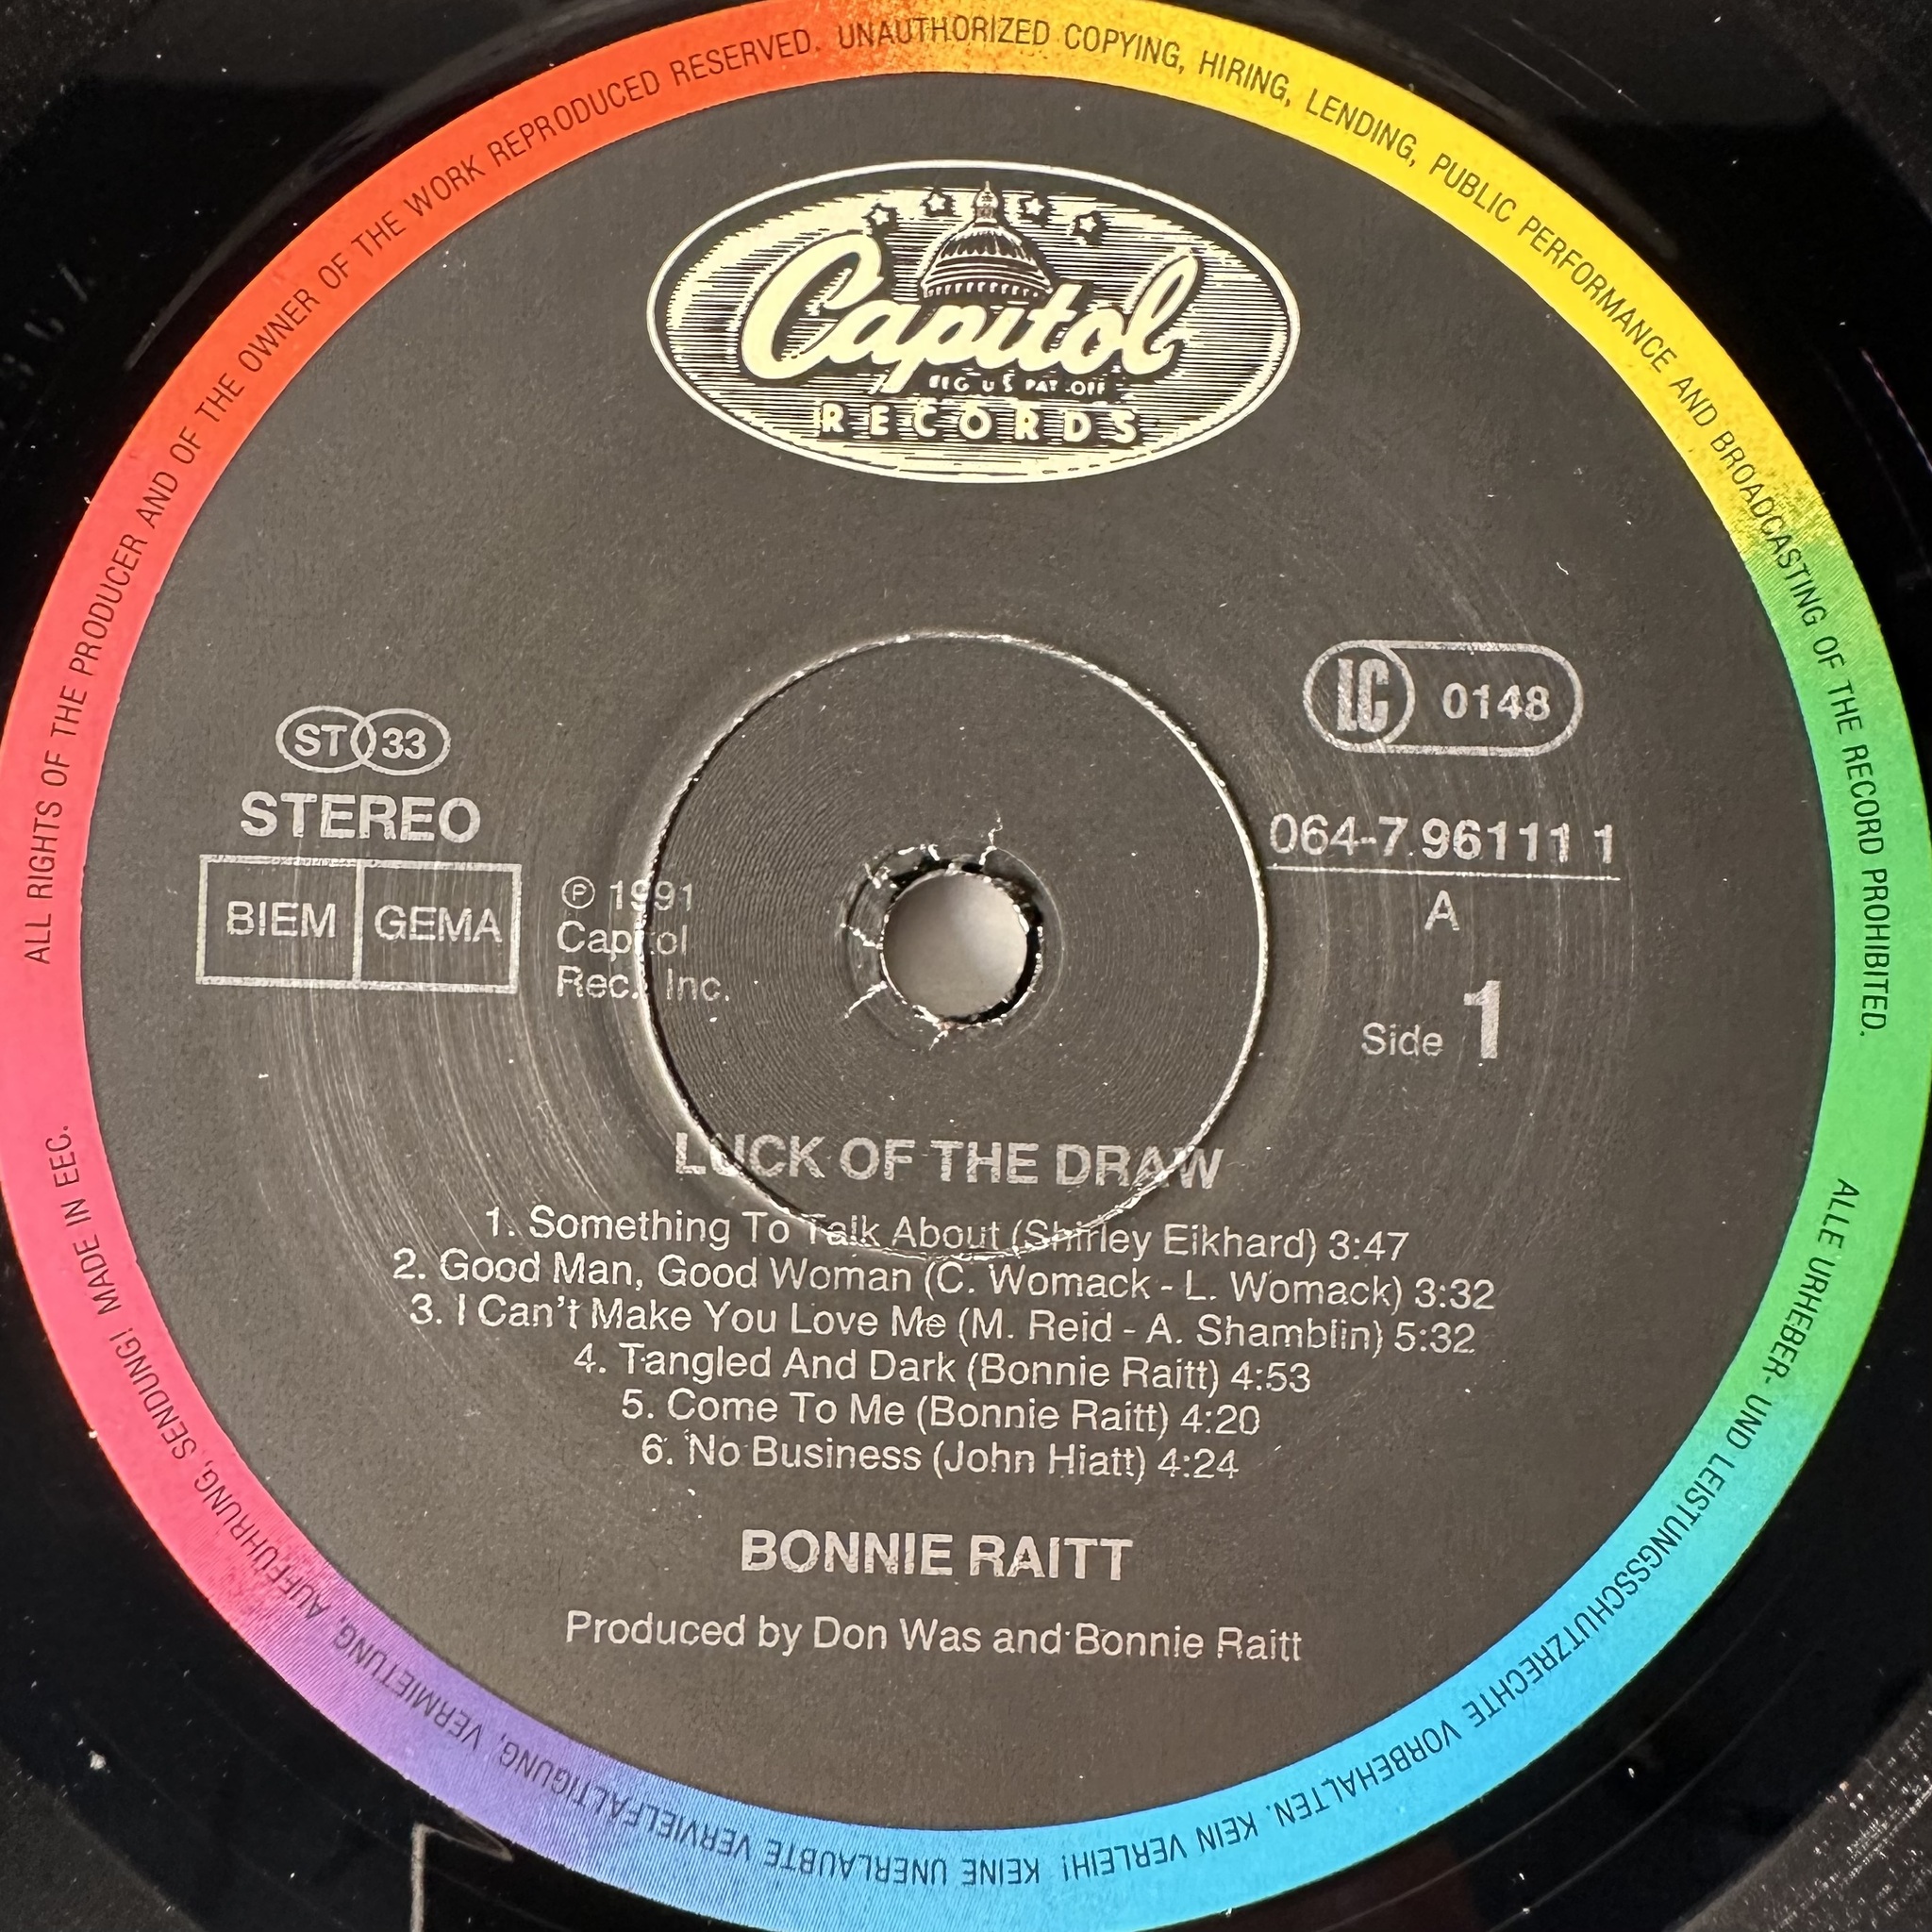 ALL RIGHTS OF THE PRODUCER AND OF THE OWNER OF THE WORK REPRODUCED RESERVED. UNAUTHORIZED COPYING, HIRING, LENDING, PUBLIC PERFORMANCE AND BROADCASTING OF THE RECORD PROHIBITED.
Capitol
REG U S PAT OFF
RECORDS
LC 0148
ST 33
STEREO
BIEM GEMA
℗ 1991
Capitol
Rec. Inc.
064-7 96111 1
A
Side 1
LUCK OF THE DRAW
1. Something To Talk About (Shirley Eikhard) 3:47
2. Good Man, Good Woman (C. Womack - L. Womack) 3:32
3. I Can't Make You Love Me (M. Reid - A. Shamblin) 5:32
4. Tangled And Dark (Bonnie Raitt) 4:53
5. Come To Me (Bonnie Raitt) 4:20
6. No Business (John Hiatt) 4:24
BONNIE RAITT
Produced by Don Was and Bonnie Raitt
ALLE URHEBER- UND LEISTUNGSSCHUTZRECHTE VORBEHALTEN. KEIN VERLEIH! KEINE UNERLAUBTE VERVIELFÄLTIGUNG, VERMIETUNG, AUFFÜHRUNG, SENDUNG! MADE IN EEC.